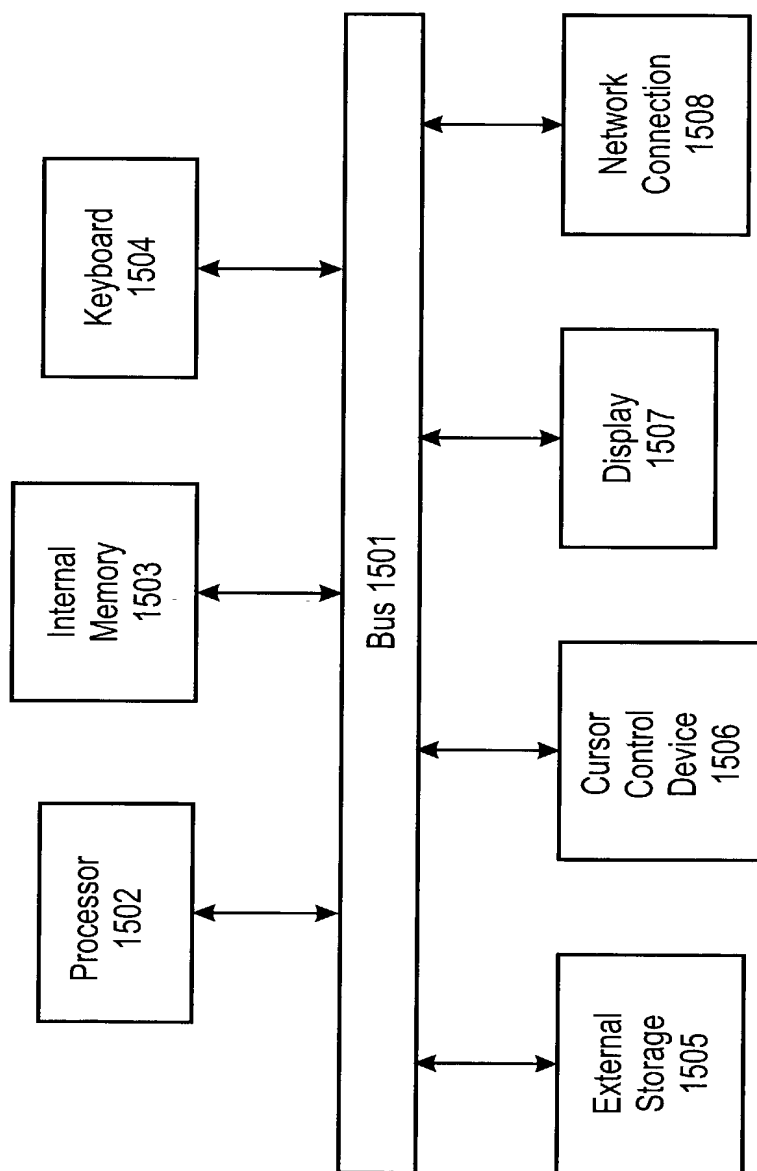 Processor
1502
Internal
Memory
1503
Keyboard
1504
Bus 1501
External
Storage
1505
Cursor
Control
Device
1506
Display
1507
Network
Connection
1508